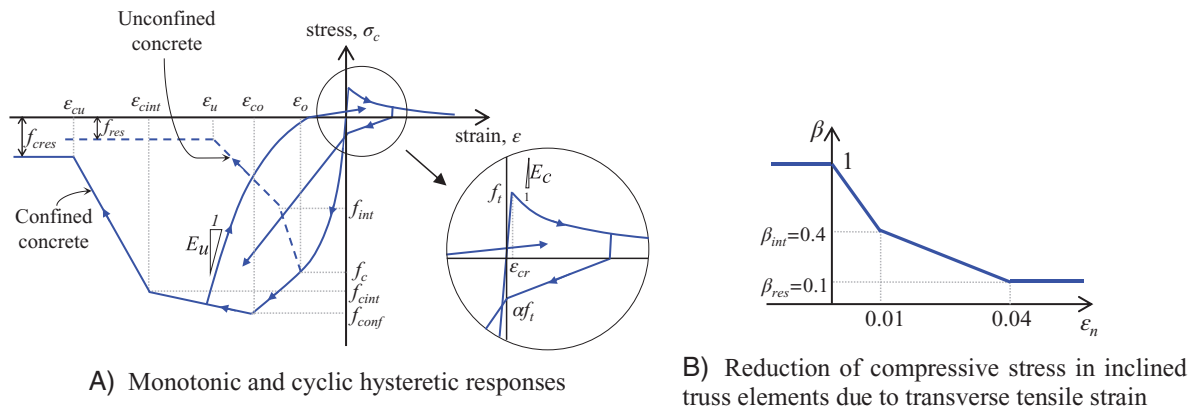 Unconfined
concrete
stress, σc
εcu
εcint
εu
εco
εo
strain, ε
fcres
fres
Confined
concrete
1
Eu
fint
fc
fcint
fconf
ft
Ec
1
εcr
αft
A) Monotonic and cyclic hysteretic responses
β
1
βint=0.4
βres=0.1
0.01
0.04
εn
B) Reduction of compressive stress in inclined
truss elements due to transverse tensile strain